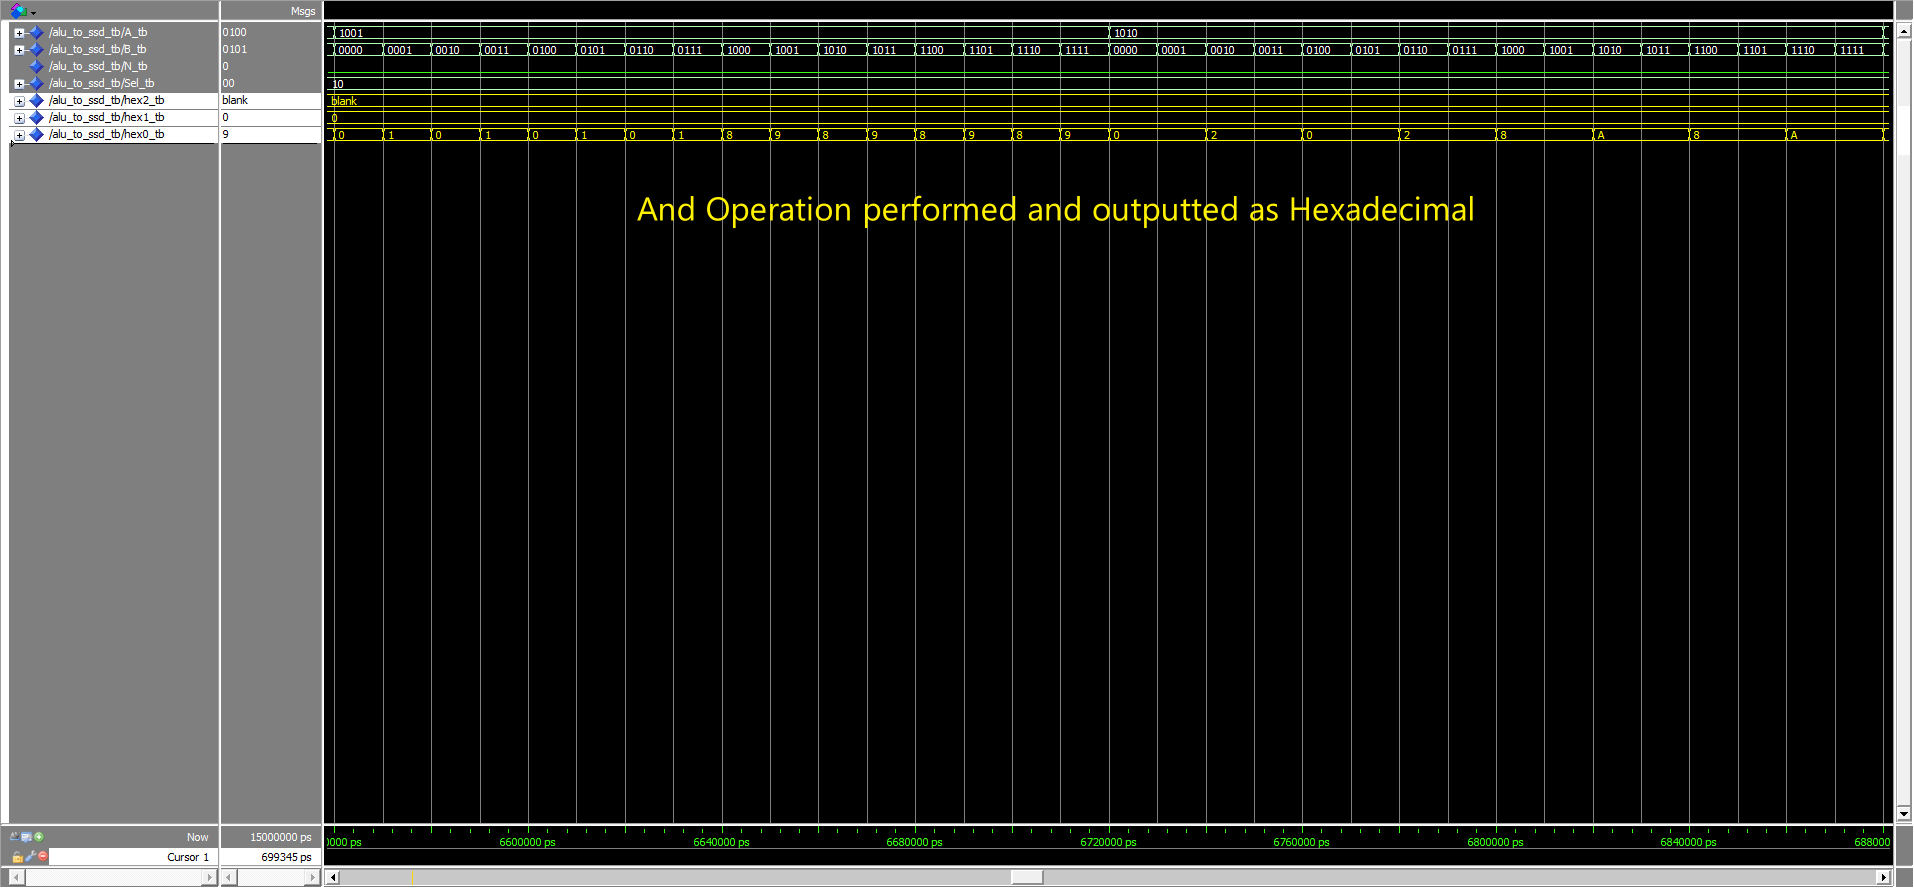 Msgs
/alu_to_ssd_tb/A_tb 0100 1001 1010
/alu_to_ssd_tb/B_tb 0101 0000 0001 0010 0011 0100 0101 0110 0111 1000 1001 1010 1011 1100 1101 1110 1111 0000 0001 0010 0011 0100 0101 0110 0111 1000 1001 1010 1011 1100 1101 1110 1111
/alu_to_ssd_tb/N_tb 0
/alu_to_ssd_tb/Sel_tb 00 10
/alu_to_ssd_tb/hex2_tb blank blank
/alu_to_ssd_tb/hex1_tb 0 0
/alu_to_ssd_tb/hex0_tb 9 0 1 0 1 0 1 0 1 8 9 8 9 8 9 8 9 0 2 0 2 8 A 8 A
And Operation performed and outputted as Hexadecimal
Now 15000000 ps 0000 ps 6600000 ps 6640000 ps 6680000 ps 6720000 ps 6760000 ps 6800000 ps 6840000 ps 688000
Cursor 1 699345 ps